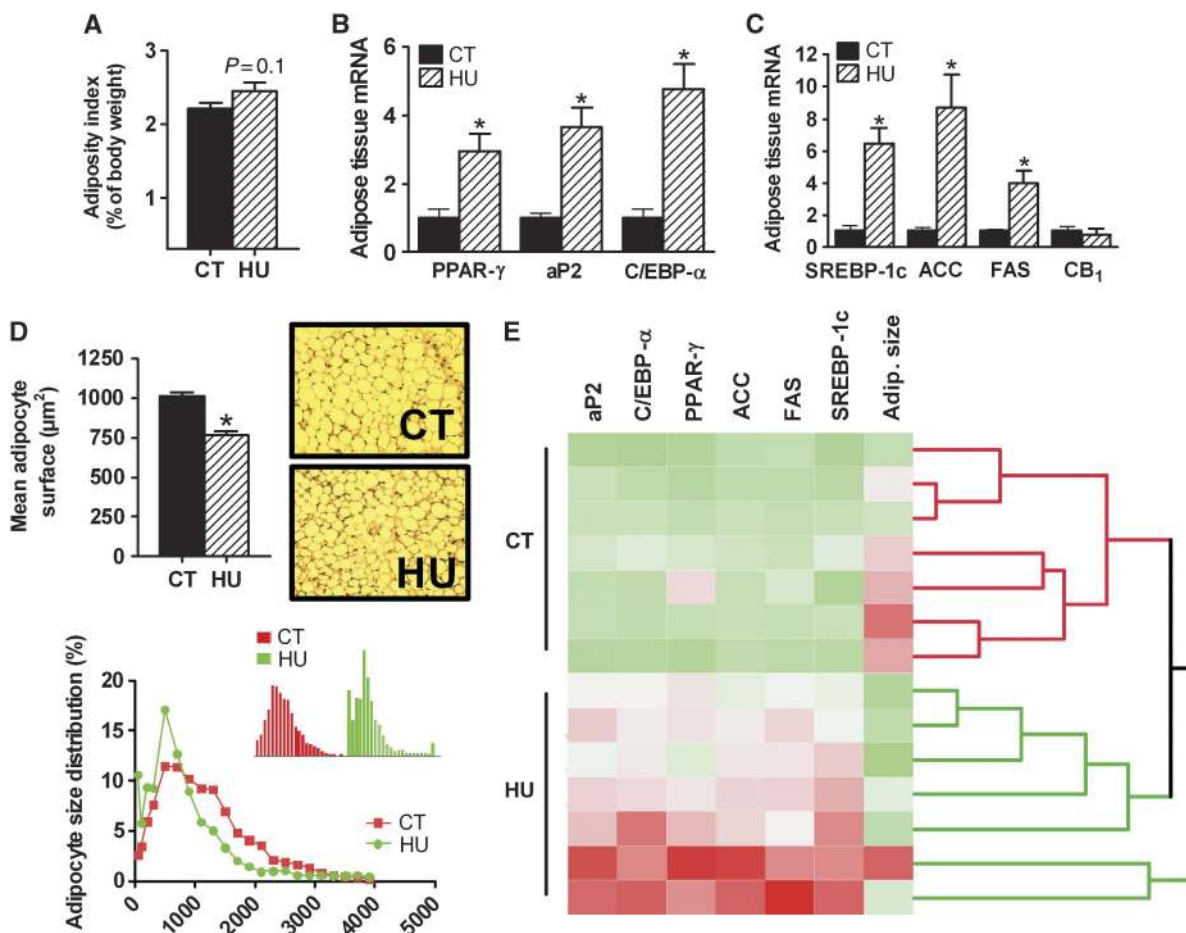 A
Adiposity index
(% of body weight)
3
2
1
P=0.1
CT HU
B
Adipose tissue mRNA
6
4
2
0
CT
HU
*
*
*
PPAR-γ aP2 C/EBP-α
C
Adipose tissue mRNA
12
10
8
6
4
2
0
CT
HU
*
*
*
SREBP-1c ACC FAS CB1
D
Mean adipocyte
surface (µm²)
1250
1000
750
500
250
0
*
CT HU
CT
HU
Adipocyte size distribution (%)
20
15
10
5
0
CT
HU
CT
HU
0 1000 2000 3000 4000 5000
E
aP2
C/EBP-α
PPAR-γ
ACC
FAS
SREBP-1c
Adip. size
CT
HU